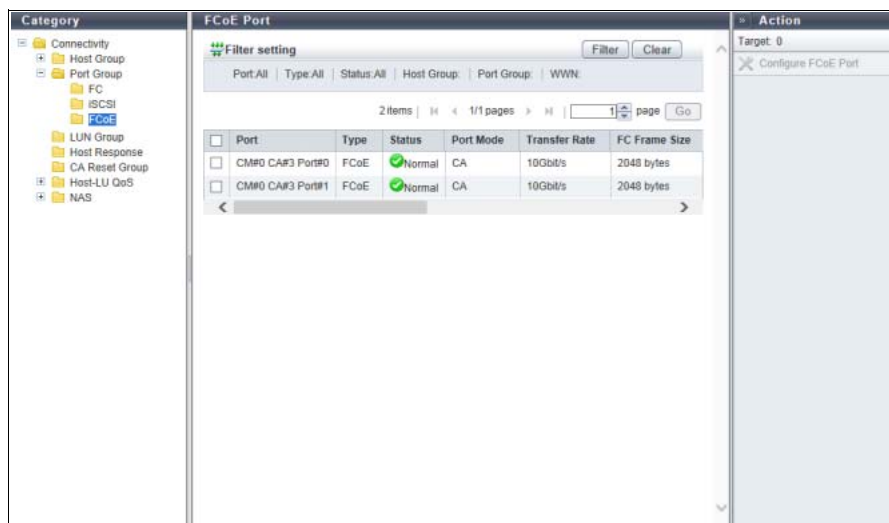 Category
Connectivity
Host Group
Port Group
FC
iSCSI
FCoE
LUN Group
Host Response
CA Reset Group
Host-LU QoS
NAS
FCoE Port
Filter setting
Filter
Clear
Port:All | Type:All | Status:All | Host Group: | Port Group: | WWN:
2 items | 1/1 pages | 1 page Go
Port Type Status Port Mode Transfer Rate FC Frame Size
CM#0 CA#3 Port#0 FCoE Normal CA 10Gbit/s 2048 bytes
CM#0 CA#3 Port#1 FCoE Normal CA 10Gbit/s 2048 bytes
» Action
Target: 0
Configure FCoE Port